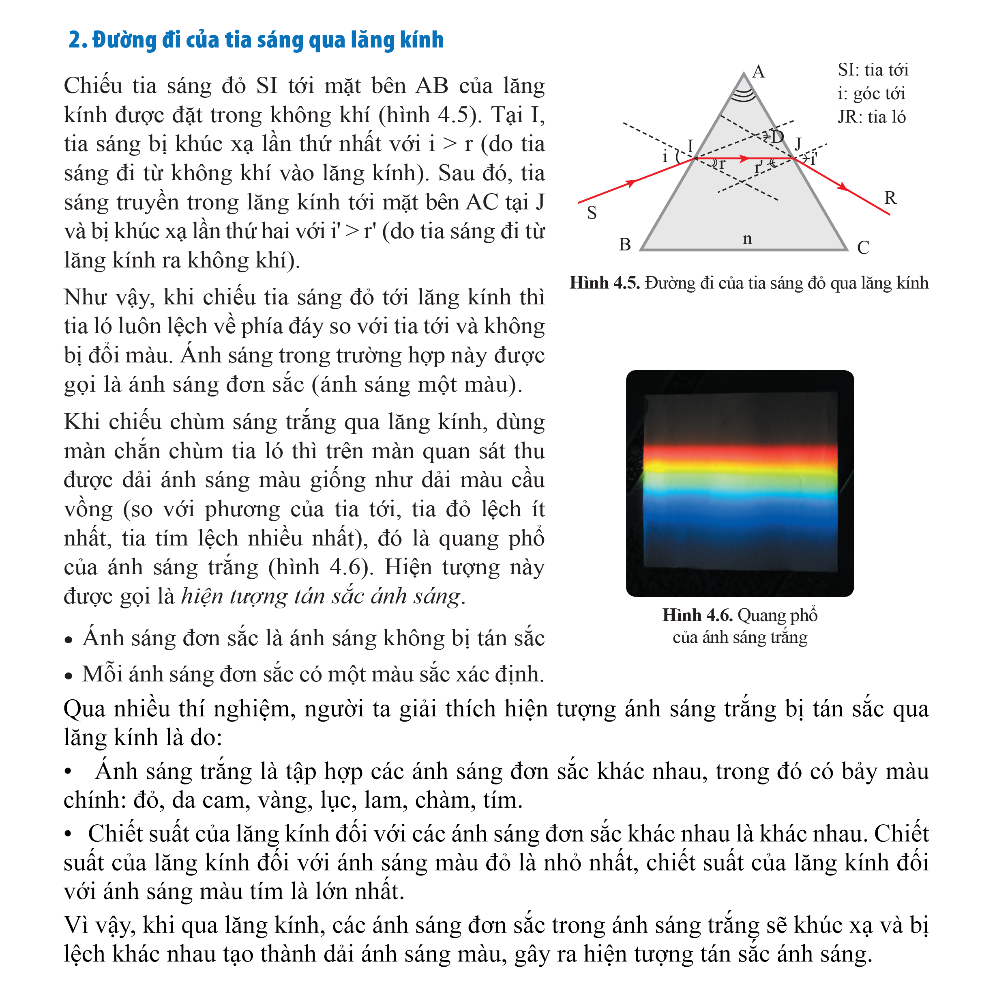 2. Đường đi của tia sáng qua lăng kính
Chiếu tia sáng đỏ SI tới mặt bên AB của lăng
kính được đặt trong không khí (hình 4.5). Tại I,
tia sáng bị khúc xạ lần thứ nhất với i > r (do tia
sáng đi từ không khí vào lăng kính). Sau đó, tia
sáng truyền trong lăng kính tới mặt bên AC tại J
và bị khúc xạ lần thứ hai với i' > r' (do tia sáng đi từ
lăng kính ra không khí).
Như vậy, khi chiếu tia sáng đỏ tới lăng kính thì
tia ló luôn lệch về phía đáy so với tia tới và không
bị đổi màu. Ánh sáng trong trường hợp này được
gọi là ánh sáng đơn sắc (ánh sáng một màu).
Khi chiếu chùm sáng trắng qua lăng kính, dùng
màn chắn chùm tia ló thì trên màn quan sát thu
được dải ánh sáng màu giống như dải màu cầu
vồng (so với phương của tia tới, tia đỏ lệch ít
nhất, tia tím lệch nhiều nhất), đó là quang phổ
của ánh sáng trắng (hình 4.6). Hiện tượng này
được gọi là hiện tượng tán sắc ánh sáng.
• Ánh sáng đơn sắc là ánh sáng không bị tán sắc
• Mỗi ánh sáng đơn sắc có một màu sắc xác định.
A
SI: tia tới
i: góc tới
JR: tia ló
I
D
J
i
r
r'
i'
S
R
B
n
C
Hình 4.5. Đường đi của tia sáng đỏ qua lăng kính
Hình 4.6. Quang phổ
của ánh sáng trắng
Qua nhiều thí nghiệm, người ta giải thích hiện tượng ánh sáng trắng bị tán sắc qua
lăng kính là do:
• Ánh sáng trắng là tập hợp các ánh sáng đơn sắc khác nhau, trong đó có bảy màu
chính: đỏ, da cam, vàng, lục, lam, chàm, tím.
• Chiết suất của lăng kính đối với các ánh sáng đơn sắc khác nhau là khác nhau. Chiết
suất của lăng kính đối với ánh sáng màu đỏ là nhỏ nhất, chiết suất của lăng kính đối
với ánh sáng màu tím là lớn nhất.
Vì vậy, khi qua lăng kính, các ánh sáng đơn sắc trong ánh sáng trắng sẽ khúc xạ và bị
lệch khác nhau tạo thành dải ánh sáng màu, gây ra hiện tượng tán sắc ánh sáng.